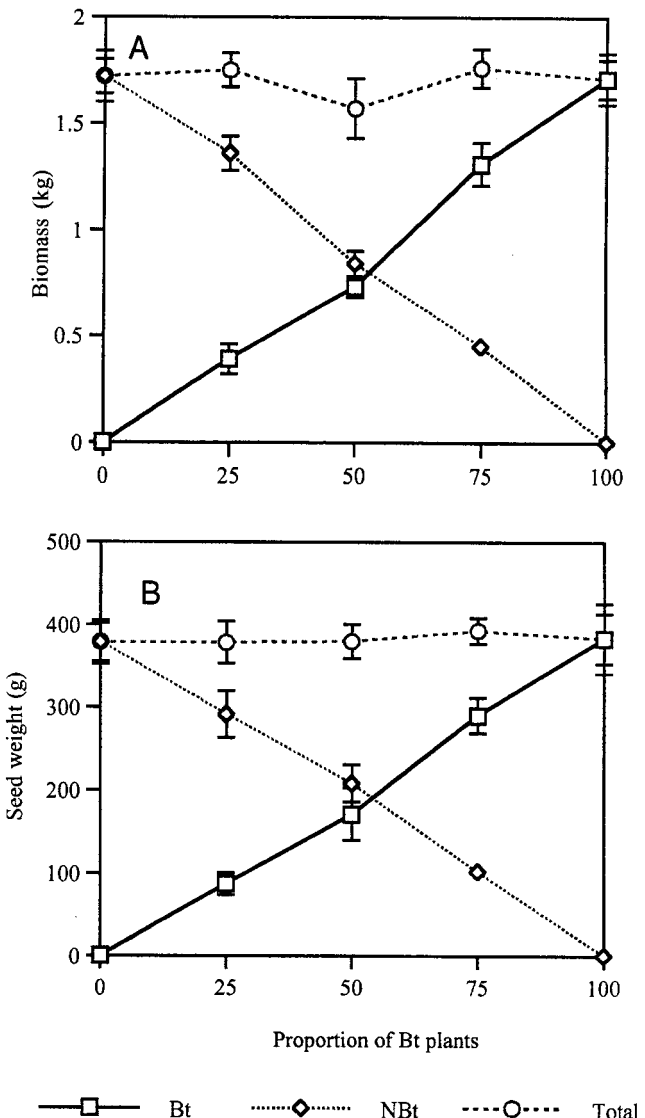 2
A
1.5
1
0.5
0
Biomass (kg)
0 25 50 75 100
500
B
400
300
200
100
0
Seed weight (g)
0 25 50 75 100
Proportion of Bt plants
Bt NBt Total